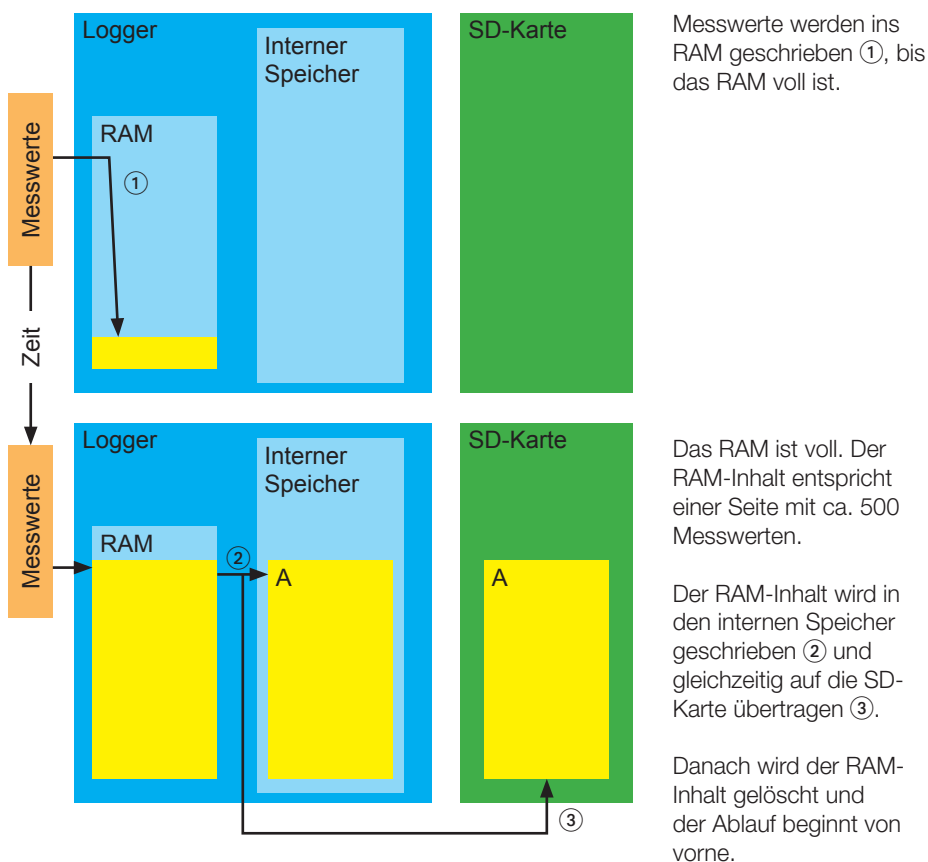 Logger
Interner
Speicher
RAM
①
Messwerte
SD-Karte
Messwerte werden ins
RAM geschrieben ①, bis
das RAM voll ist.
Zeit
Logger
Interner
Speicher
RAM
②
A
Messwerte
SD-Karte
A
③
Das RAM ist voll. Der
RAM-Inhalt entspricht
einer Seite mit ca. 500
Messwerten.
Der RAM-Inhalt wird in
den internen Speicher
geschrieben ② und
gleichzeitig auf die SD-
Karte übertragen ③.
Danach wird der RAM-
Inhalt gelöscht und
der Ablauf beginnt von
vorne.